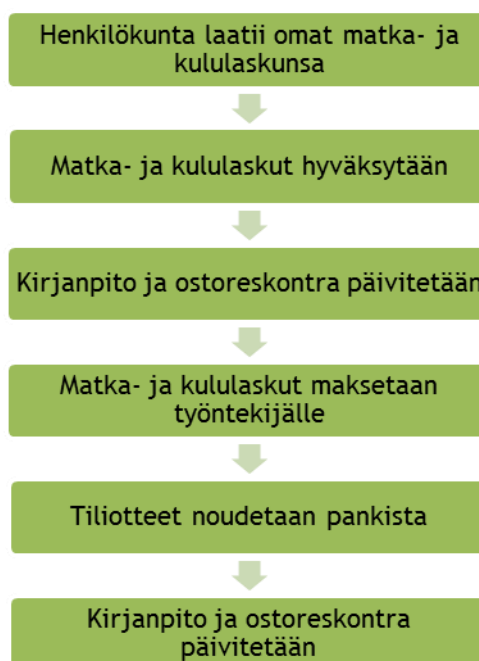 Henkilökunta laatii omat matka- ja
kululaskunsa
Matka- ja kululaskut hyväksytään
Kirjanpito ja ostoreskontra päivitetään
Matka- ja kululaskut maksetaan
työntekijälle
Tiliotteet noudetaan pankista
Kirjanpito ja ostoreskontra
päivitetään